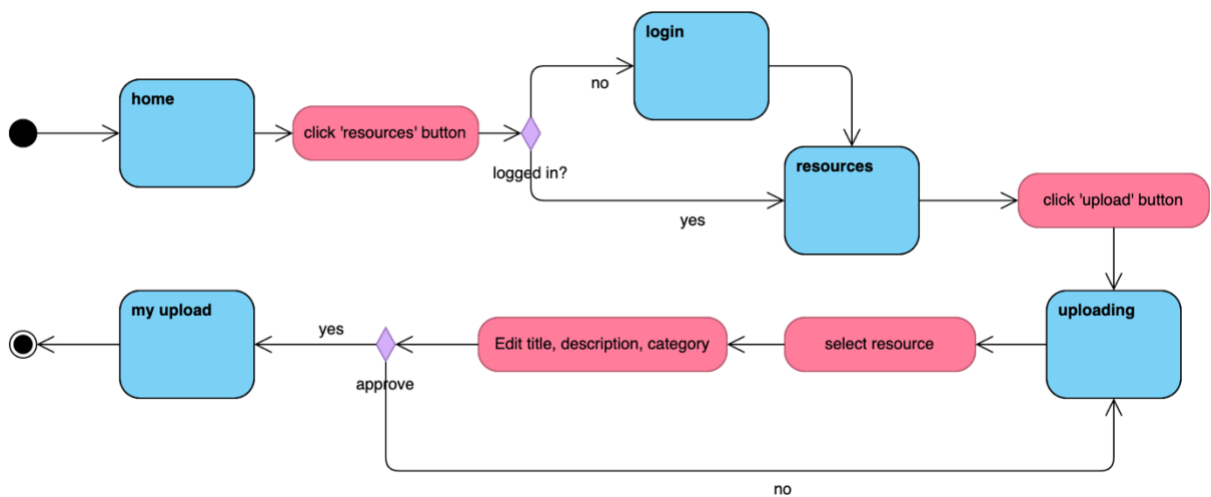 login
no
home
click 'resources' button
logged in?
resources
yes
click 'upload' button
my upload
yes
approve
Edit title, description, category
select resource
uploading
no